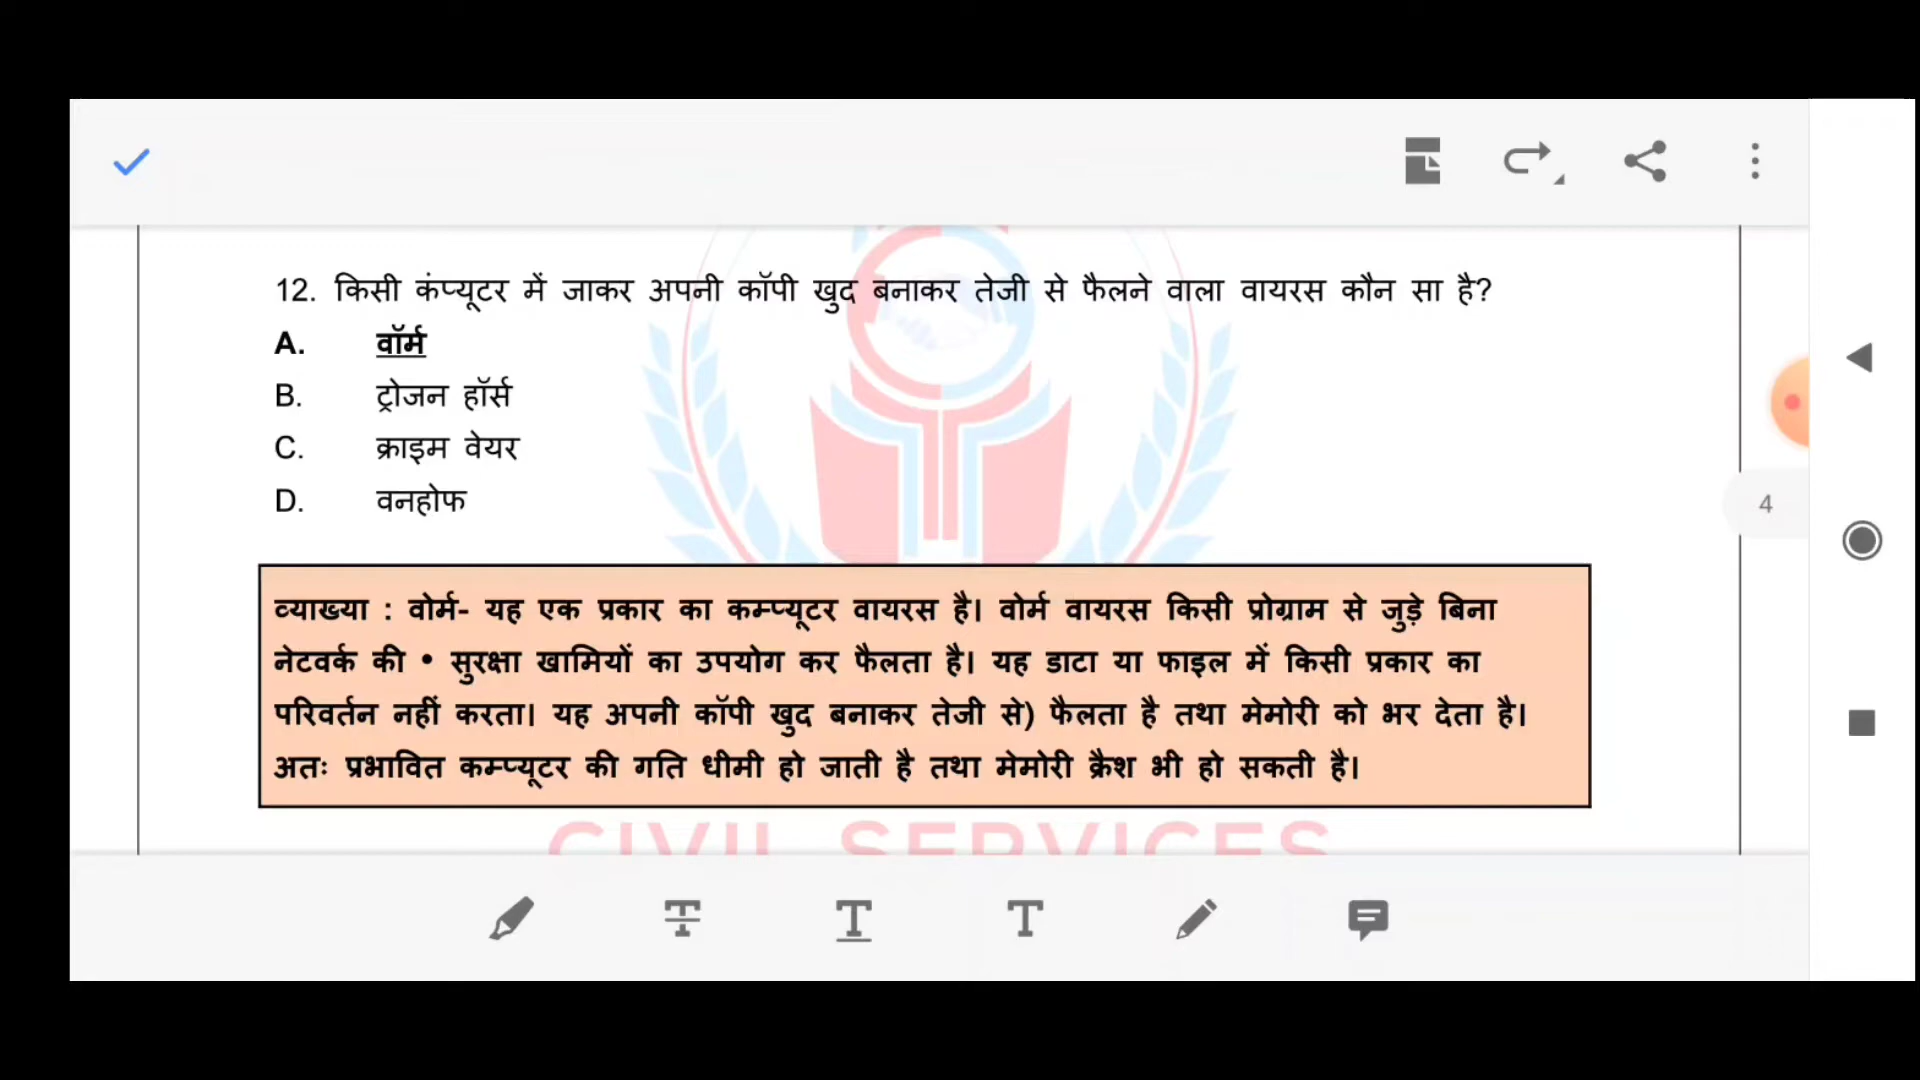 12. किसी कंप्यूटर में जाकर अपनी कॉपी खुद बनाकर तेजी से फैलने वाला वायरस कौन सा है?
A. वॉर्म
B. ट्रोजन हॉर्स
C. क्राइम वेयर
D. वनहोफ
4
व्याख्या : वोर्म- यह एक प्रकार का कम्प्यूटर वायरस है। वोर्म वायरस किसी प्रोग्राम से जुड़े बिना
नेटवर्क की • सुरक्षा खामियों का उपयोग कर फैलता है। यह डाटा या फाइल में किसी प्रकार का
परिवर्तन नहीं करता। यह अपनी कॉपी खुद बनाकर तेजी से) फैलता है तथा मेमोरी को भर देता है।
अतः प्रभावित कम्प्यूटर की गति धीमी हो जाती है तथा मेमोरी क्रैश भी हो सकती है।
CIVIL SERVICES